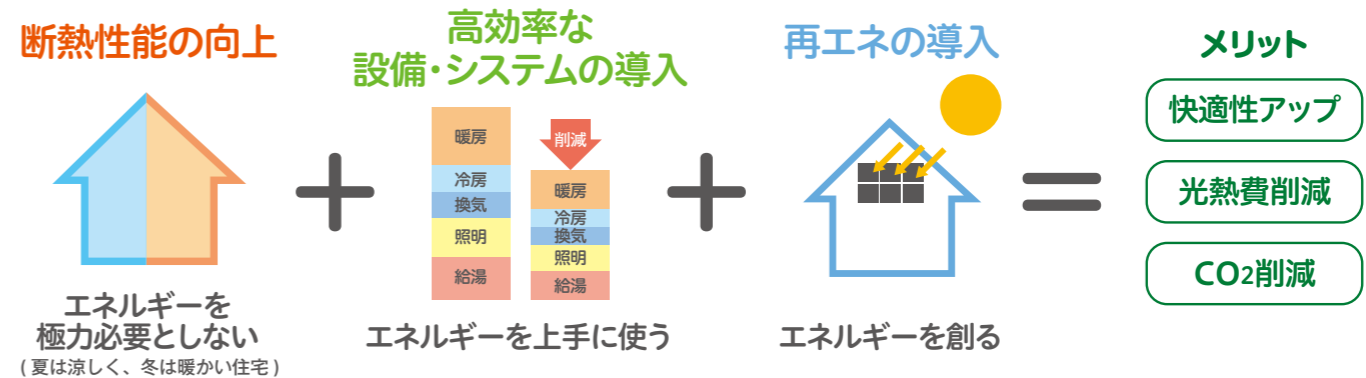 断熱性能の向上
エネルギーを
極力必要としない
(夏は涼しく、冬は暖かい住宅)
高効率な
設備・システムの導入
暖房
冷房
換気
照明
給湯
削減
暖房
冷房
換気
照明
給湯
エネルギーを上手に使う
再エネの導入
エネルギーを創る
メリット
快適性アップ
光熱費削減
CO2削減